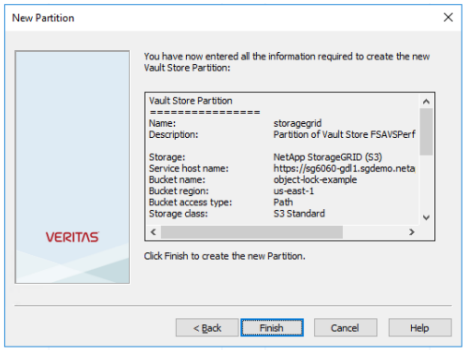 New Partition
You have now entered all the information required to create the new
Vault Store Partition:
Vault Store Partition
================
Name: storagegrid
Description: Partition of Vault Store FSAVSPerf
Storage: NetApp StorageGRID (S3)
Service host name: https://sg6060-gdl1.sgdemo.neta
Bucket name: object-lock-example
Bucket region: us-east-1
Bucket access type: Path
Storage class: S3 Standard
VERITAS
Click Finish to create the new Partition.
< Back Finish Cancel Help